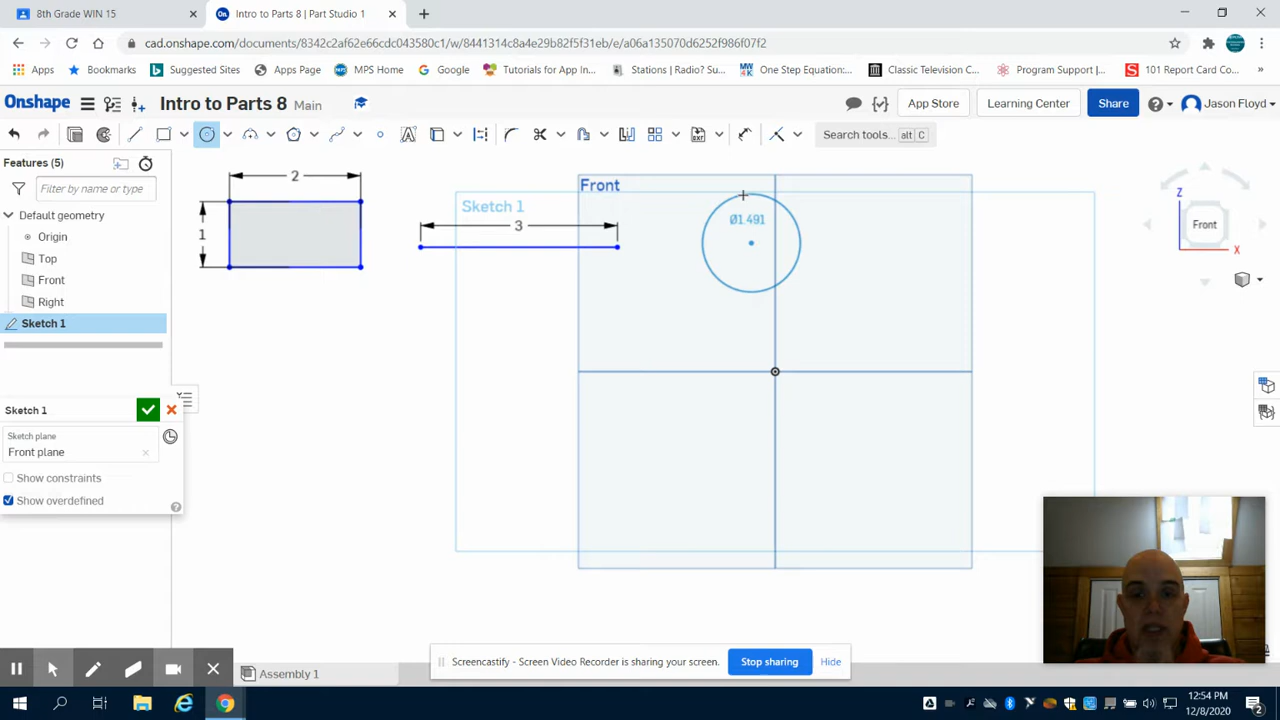 8th Grade WIN 15
Intro to Parts 8 | Part Studio 1
cad.onshape.com/documents/8342c2af62e66cdc043580c1/w/8441314c8a4e29b82f5f31eb/e/a06a135070d6252f986f07f2
Apps
Bookmarks
Suggested Sites
Apps Page
MPS Home
Google
Tutorials for App In...
Stations | Radio? Su...
One Step Equation:...
Classic Television C...
Program Support |...
101 Report Card Co...
»
Onshape
Intro to Parts 8 Main
App Store
Learning Center
Share
Jason Floyd
Search tools... alt C
Features (5)
Filter by name or type
Default geometry
Origin
Top
Front
Right
Sketch 1
Sketch 1
Sketch plane
Front plane
Show constraints
Show overdefined
2
1
Front
Sketch 1
3
Ø1.491
Z
Front
X
Assembly 1
Screencastify - Screen Video Recorder is sharing your screen.
Stop sharing
Hide
12:54 PM
12/8/2020
2